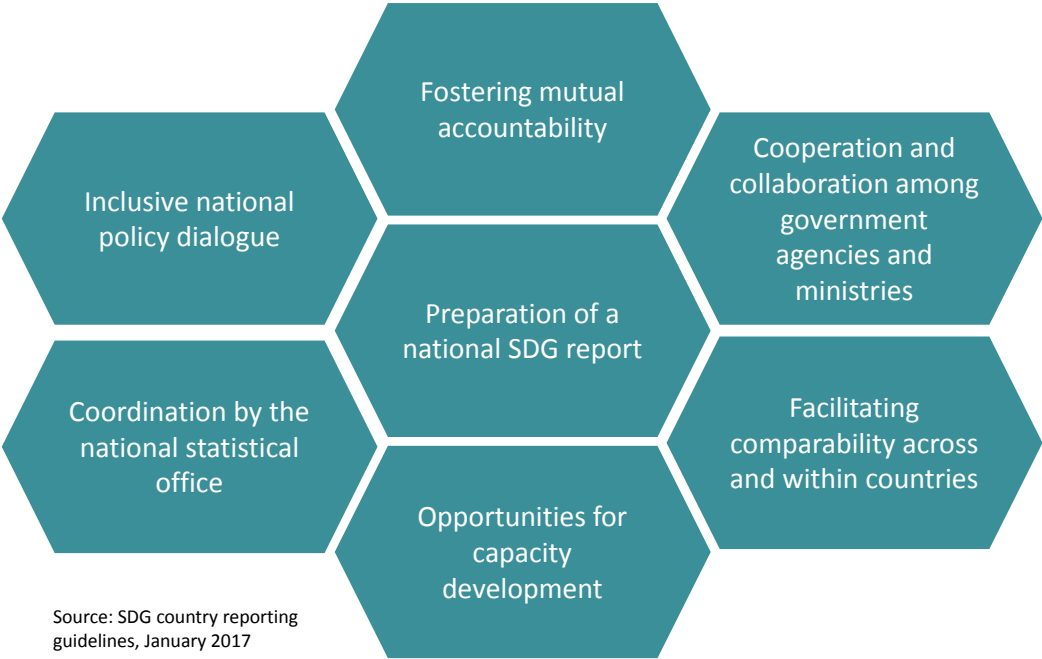 Fostering mutual
accountability
Inclusive national
policy dialogue
Cooperation and
collaboration among
government
agencies and
ministries
Preparation of a
national SDG report
Coordination by the
national statistical
office
Facilitating
comparability across
and within countries
Opportunities for
capacity
development
Source: SDG country reporting
guidelines, January 2017